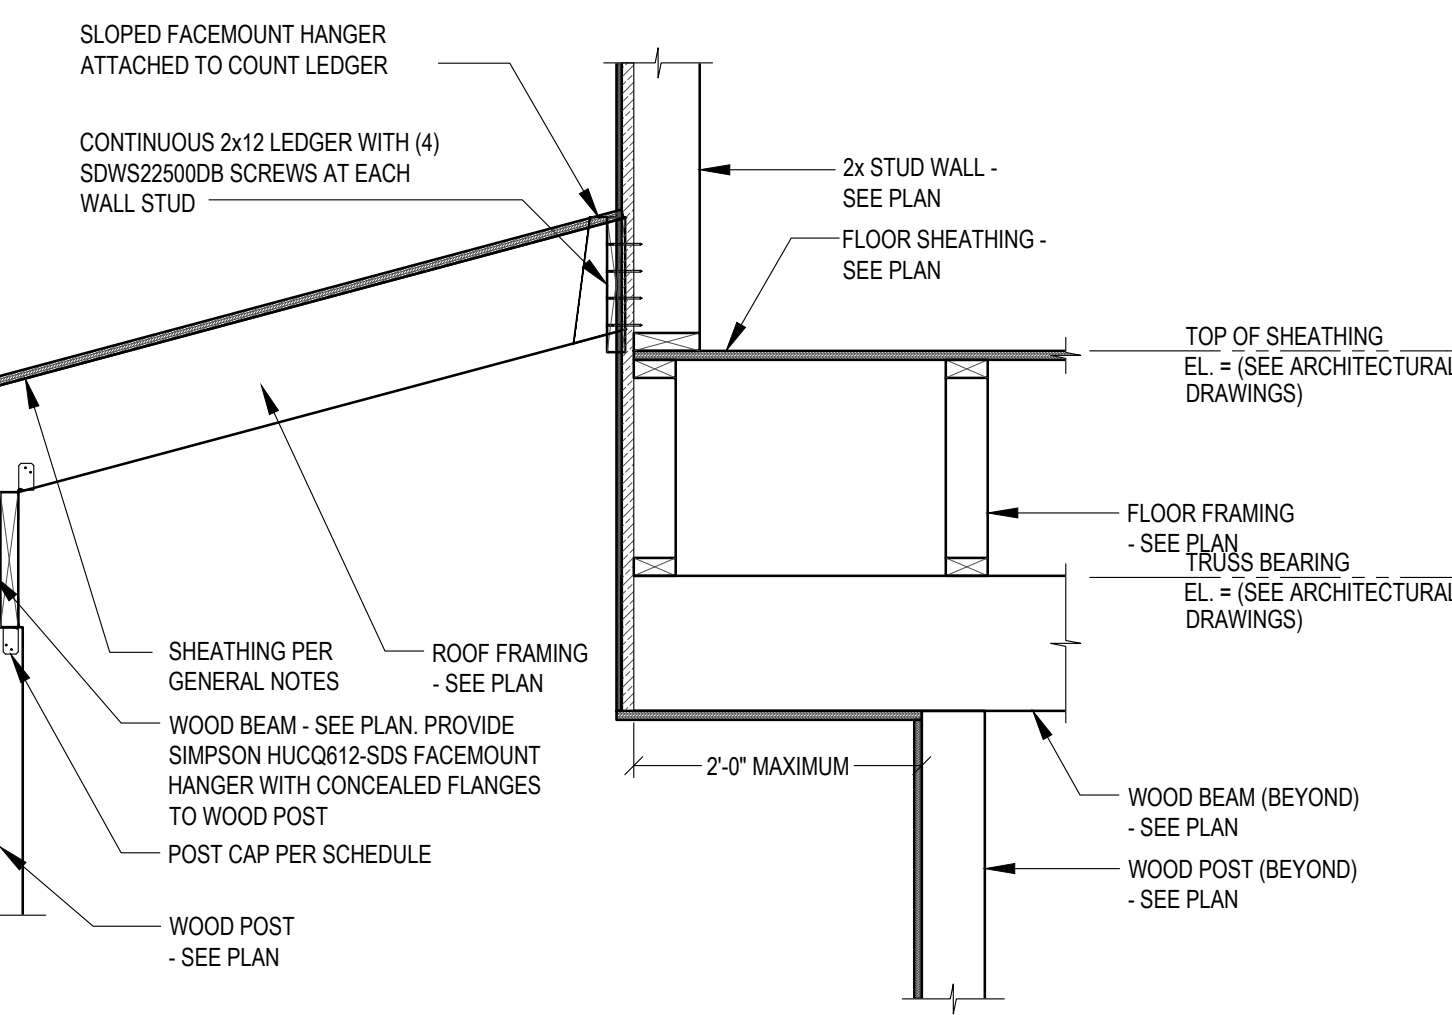 SLOPED FACEMOUNT HANGER
ATTACHED TO COUNT LEDGER
CONTINUOUS 2x12 LEDGER WITH (4)
SDWS22500DB SCREWS AT EACH
WALL STUD
2x STUD WALL -
SEE PLAN
FLOOR SHEATHING -
SEE PLAN
TOP OF SHEATHING
EL. = (SEE ARCHITECTURAL
DRAWINGS)
FLOOR FRAMING
- SEE PLAN
TRUSS BEARING
EL. = (SEE ARCHITECTURAL
DRAWINGS)
SHEATHING PER
GENERAL NOTES
ROOF FRAMING
- SEE PLAN
WOOD BEAM - SEE PLAN. PROVIDE
SIMPSON HUCQ612-SDS FACEMOUNT
HANGER WITH CONCEALED FLANGES
TO WOOD POST
2'-0" MAXIMUM
WOOD BEAM (BEYOND)
- SEE PLAN
POST CAP PER SCHEDULE
WOOD POST (BEYOND)
- SEE PLAN
WOOD POST
- SEE PLAN